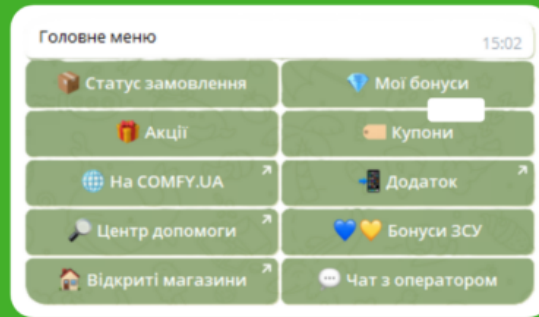 Головне меню
15:02
Статус замовлення
Мої бонуси
Акції
Купони
На COMFY.UA
Додаток
Центр допомоги
Бонуси ЗСУ
Відкриті магазини
Чат з оператором